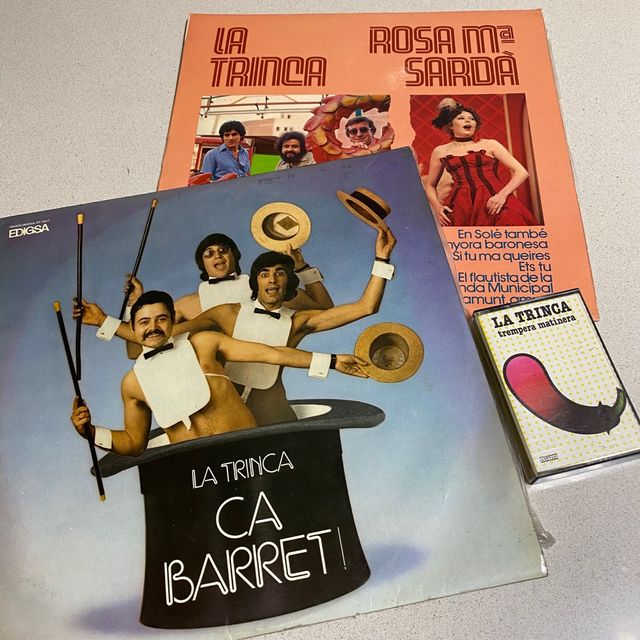 LA
TRINCA
ROSA Mª
SARDÀ
En Solé també
nyora baronesa
Si tu ma queires
Ets tu
El flautista de la
nda Municipal
amunt am
EDIGSA
LA TRINCA
CA
BARRET!
LA TRINCA
trempera matinera